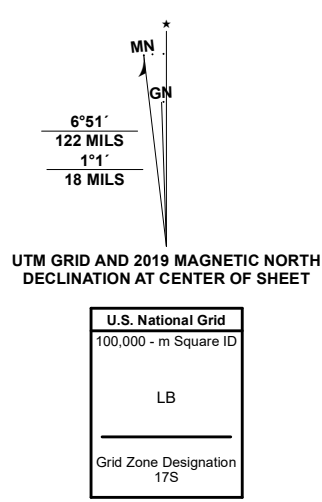 MN
GN
6°51´
122 MILS
1°1´
18 MILS
UTM GRID AND 2019 MAGNETIC NORTH
DECLINATION AT CENTER OF SHEET
U.S. National Grid
100,000 - m Square ID
LB
Grid Zone Designation
17S